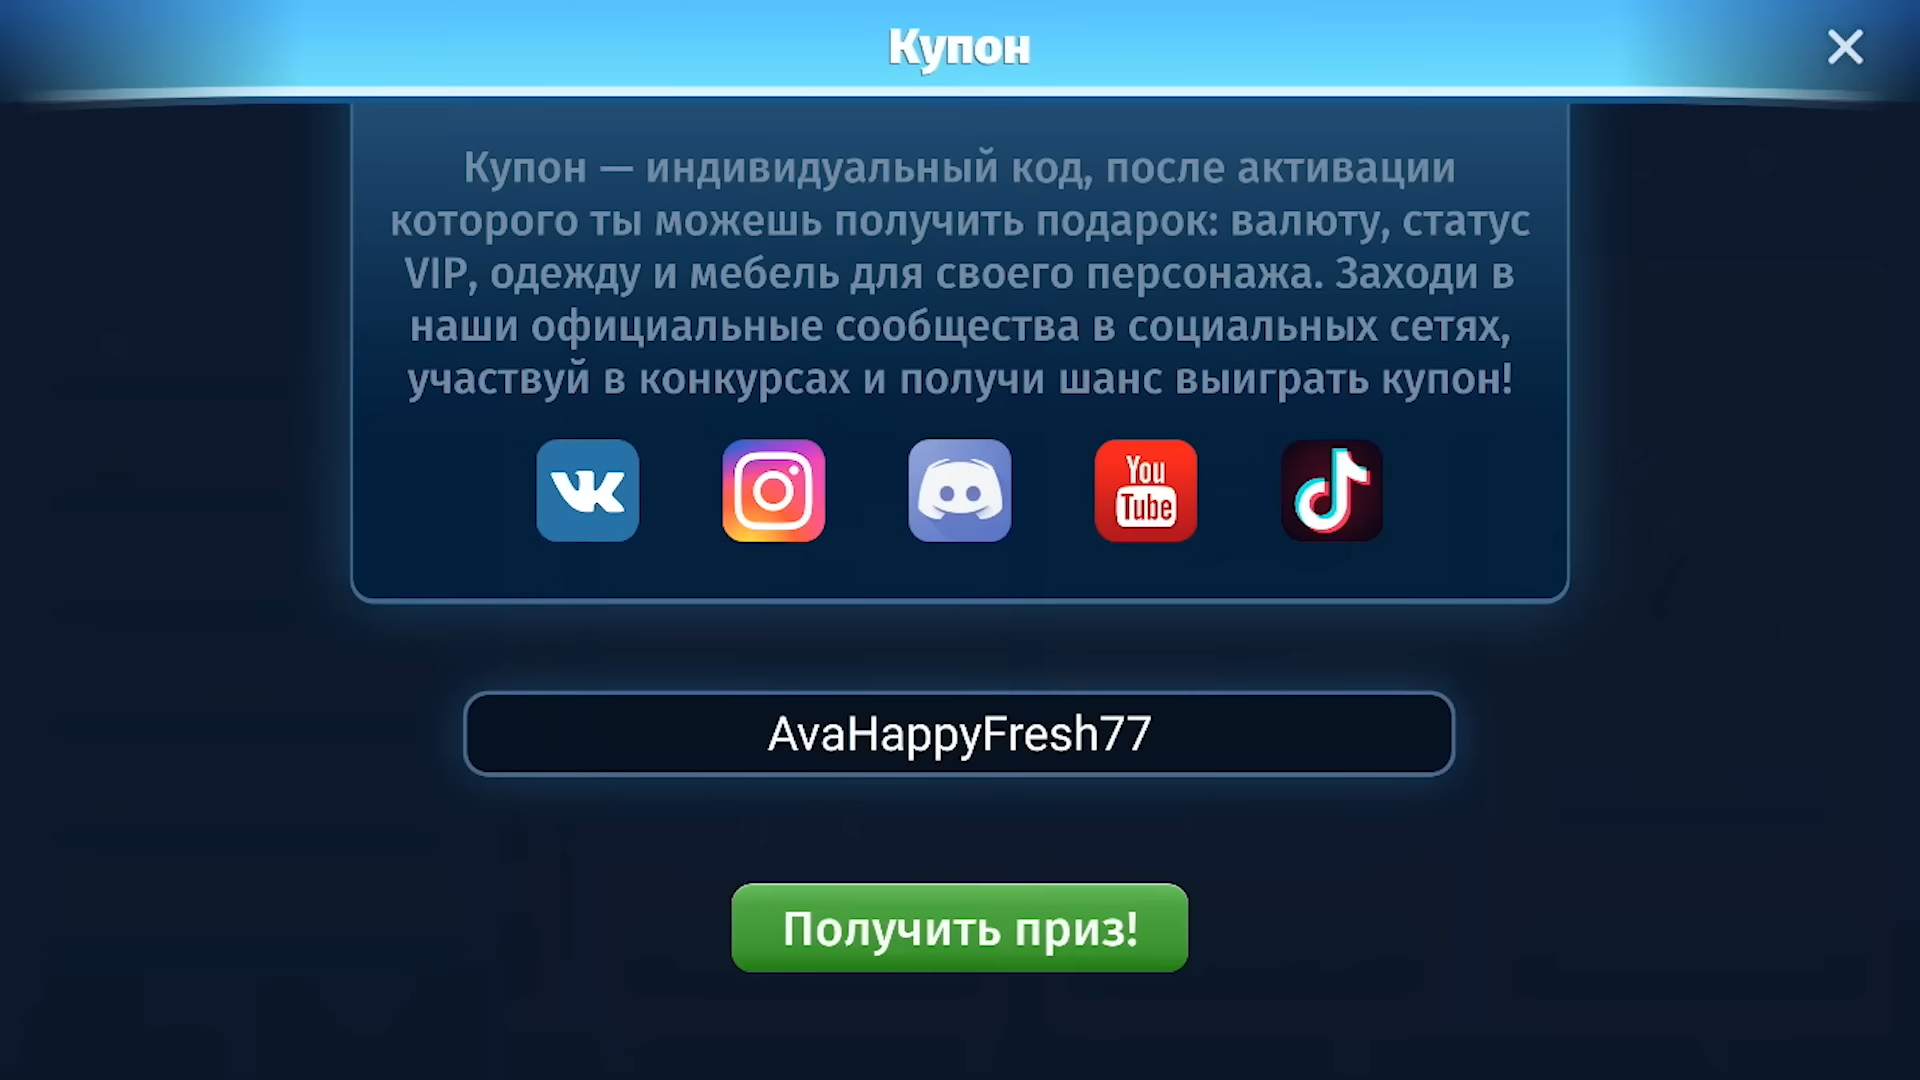 Купон
Купон — индивидуальный код, после активации
которого ты можешь получить подарок: валюту, статус
VIP, одежду и мебель для своего персонажа. Заходи в
наши официальные сообщества в социальных сетях,
участвуй в конкурсах и получи шанс выиграть купон!
You
Tube
AvaHappyFresh77
Получить приз!